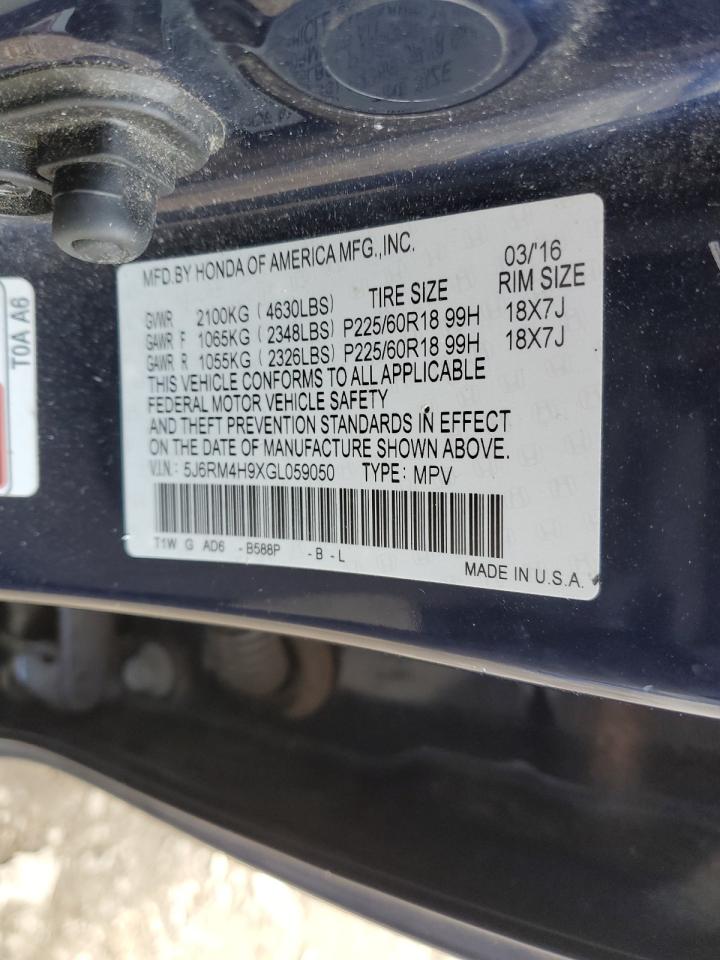 MFD.BY HONDA OF AMERICA MFG.,INC. 03/'16
GVWR 2100KG ( 4630LBS) TIRE SIZE RIM SIZE
GAWR F 1065KG ( 2348LBS) P225/60R18 99H 18X7J
GAWR R 1055KG ( 2326LBS) P225/60R18 99H 18X7J
THIS VEHICLE CONFORMS TO ALL APPLICABLE
FEDERAL MOTOR VEHICLE SAFETY
AND THEFT PREVENTION STANDARDS IN EFFECT
ON THE DATE OF MANUFACTURE SHOWN ABOVE.
V.I.N.: 5J6RM4H9XGL059050 TYPE: MPV
T1W G AD6 -B588P -B-L
MADE IN U.S.A.
T0A A6